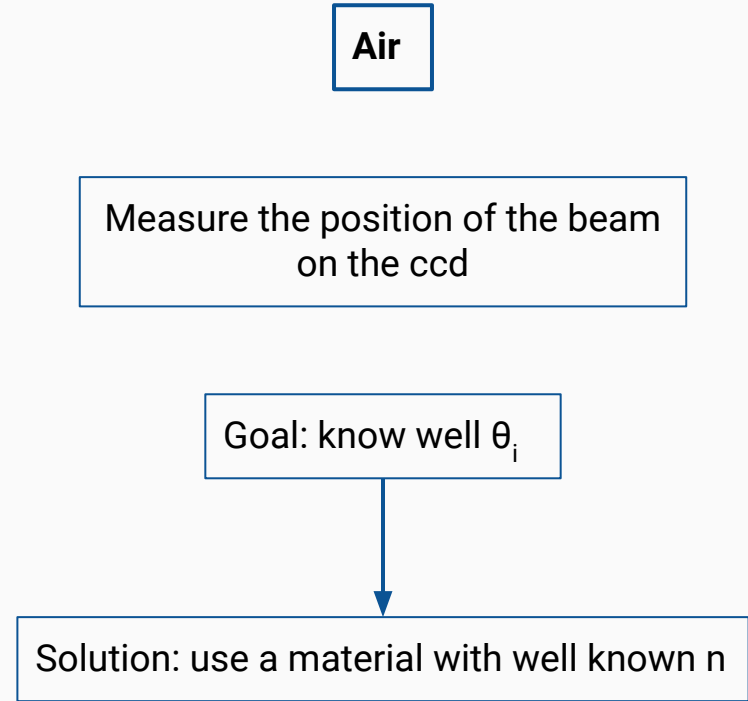 Air
Measure the position of the beam
on the ccd
Goal: know well θᵢ
Solution: use a material with well known n